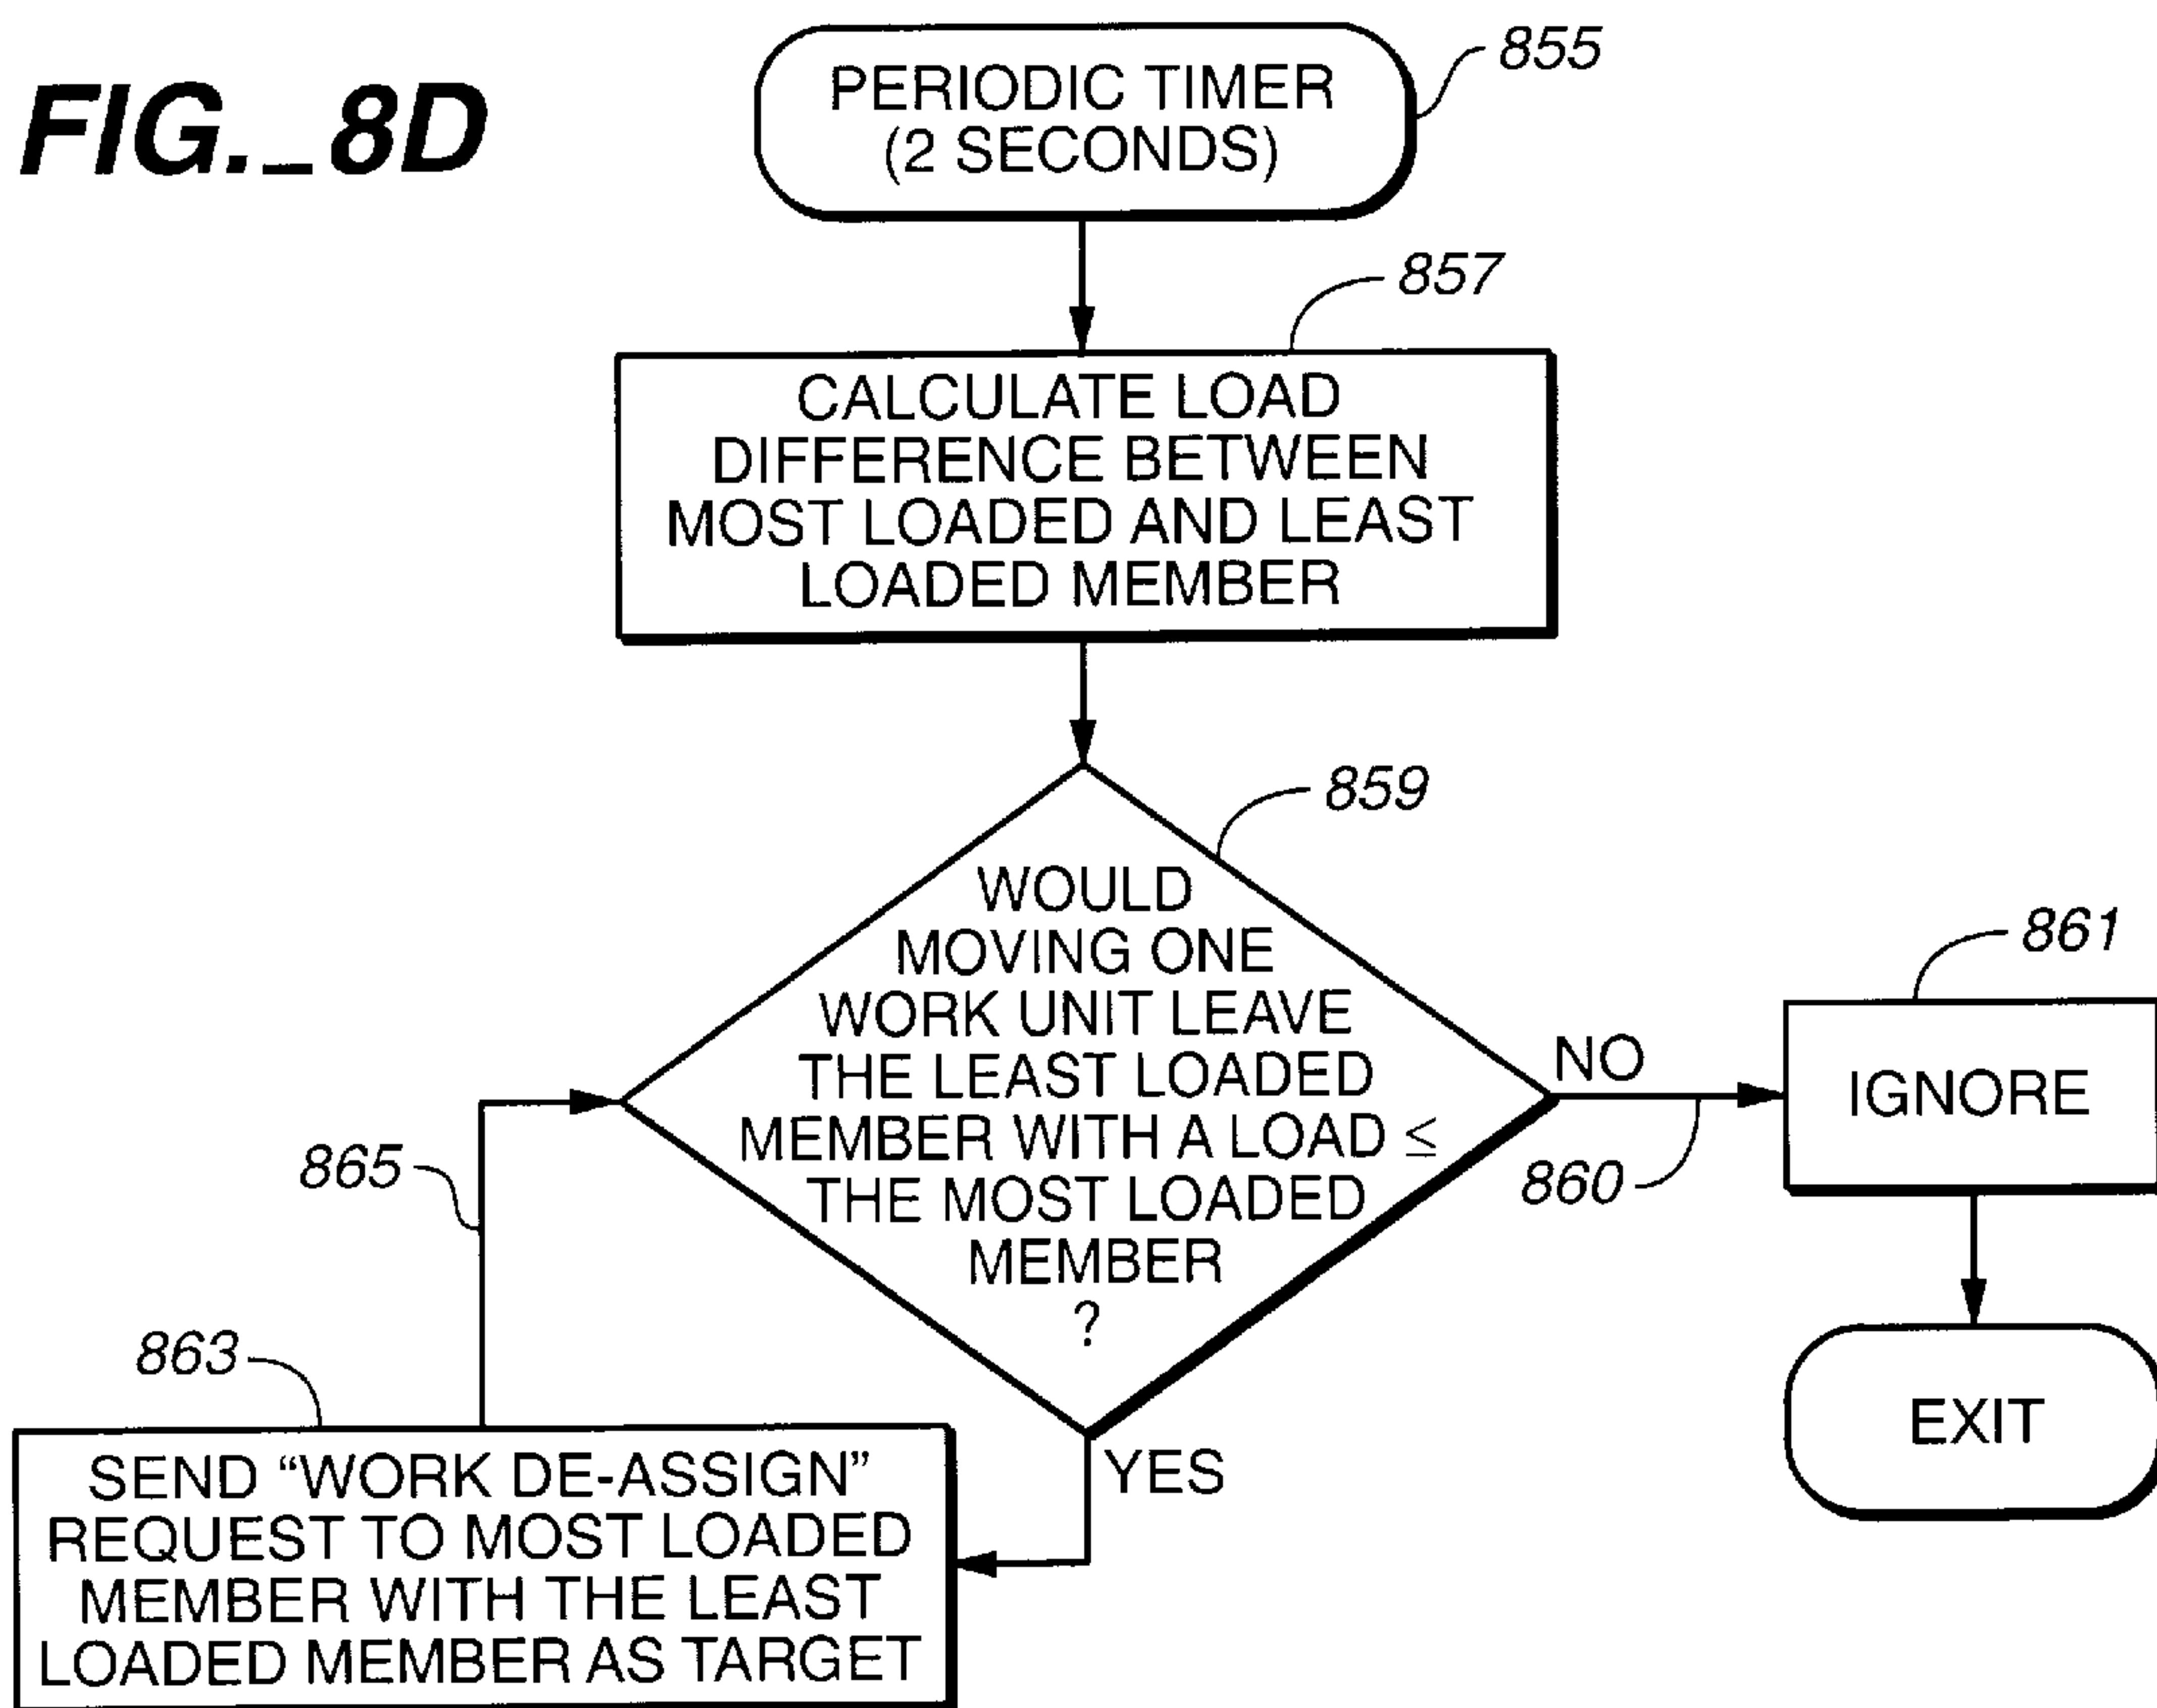 FIG._8D
PERIODIC TIMER
(2 SECONDS)
855
857
CALCULATE LOAD
DIFFERENCE BETWEEN
MOST LOADED AND LEAST
LOADED MEMBER
859
WOULD
MOVING ONE
WORK UNIT LEAVE
THE LEAST LOADED
MEMBER WITH A LOAD ≤
THE MOST LOADED
MEMBER
?
NO
860
861
IGNORE
EXIT
YES
865
863
SEND “WORK DE-ASSIGN”
REQUEST TO MOST LOADED
MEMBER WITH THE LEAST
LOADED MEMBER AS TARGET